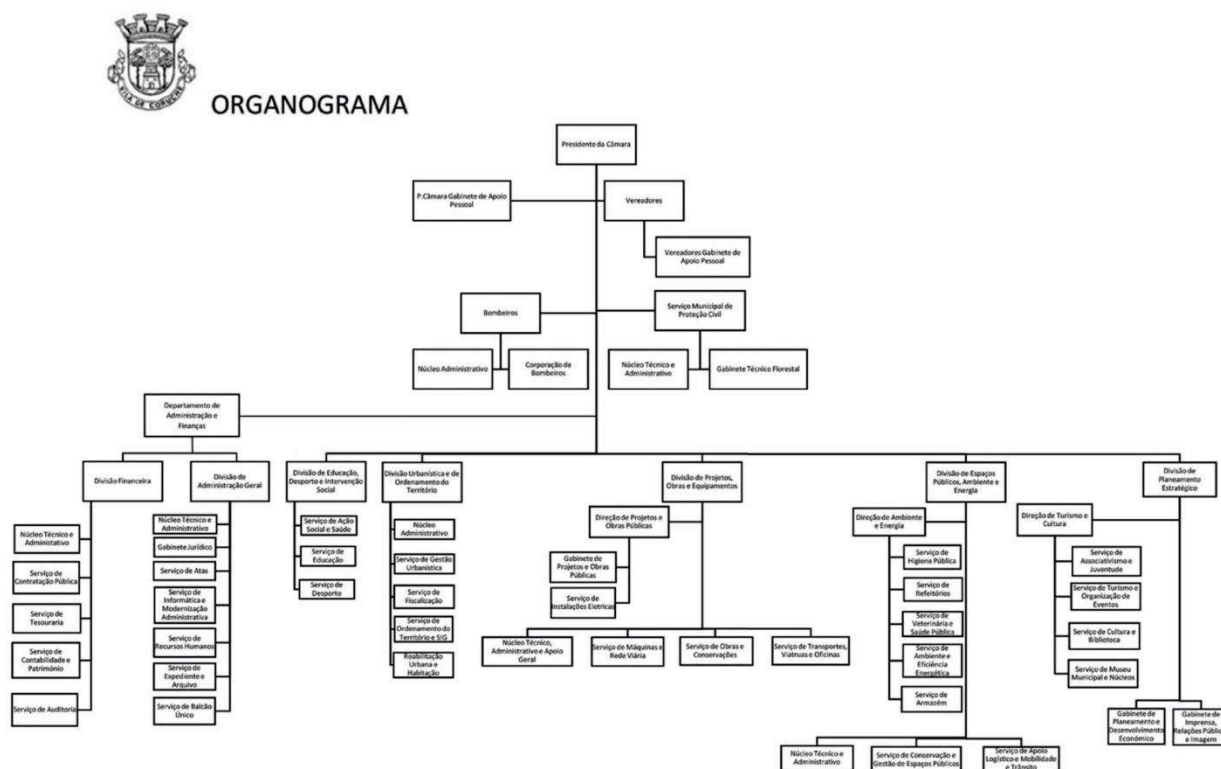 VILA DE CORUCHE
ORGANOGRAMA
Presidente da Câmara
P.Câmara Gabinete de Apoio
Pessoal
Vereadores
Vereadores Gabinete de
Apoio Pessoal
Bombeiros
Serviço Municipal de
Proteção Civil
Núcleo Administrativo
Corporação de
Bombeiros
Núcleo Técnico e
Administrativo
Gabinete Técnico Florestal
Departamento de
Administração e
Finanças
Divisão Financeira
Divisão de
Administração Geral
Divisão de Educação,
Desporto e Intervenção
Social
Divisão Urbanística e de
Ordenamento do
Território
Divisão de Projetos,
Obras e Equipamentos
Divisão de Espaços
Públicos, Ambiente e
Energia
Divisão de
Planeamento
Estratégico
Núcleo Técnico e
Administativo
Serviço de
Contratação Pública
Serviço de
Tesouraria
Serviço de
Contabilidade e
Património
Serviço de Auditoria
Núcleo Técnico e
Administrativo
Gabinete Jurídico
Serviço de Atas
Serviço de
Informática e
Modernização
Administrativa
Serviço de
Recursos Humanos
Serviço de
Expediente e
Arquivo
Serviço de Balcão
Único
Serviço de Ação
Social e Saúde
Serviço de
Educação
Serviço de
Desporto
Núcleo
Administrativo
Serviço de Gestão
Urbanística
Serviço de
Fiscalização
Serviço de
Ordenamento do
Território e SIG
Reabilitação
Urbana e
Habitação
Direção de Projetos e
Obras Públicas
Gabinete de
Projetos e Obras
Públicas
Serviço de
Instalações Eletricas
Núcleo Técnico,
Administrativo e Apoio
Geral
Serviço de Máquinas e
Rede Viária
Serviço de Obras e
Conservações
Serviço de Transportes,
Viatruas e Oficinas
Direção de Ambiente
e Energia
Serviço de
Higiene Pública
Serviço de
Refeitórios
Serviço de
Veterinária e
Saúde Pública
Serviço de
Ambiente e
Eficiência
Energética
Serviço de
Armazém
Núcleo Técnico e
Administrativo
Serviço de Conservação e
Gestão de Espaços Públicos
Serviço de Apoio
Logístico e Mobilidade
e Trânsito
Direção de Turismo e
Cultura
Serviço de
Associativismo e
Juventude
Serviço de Turismo e
Organização de
Eventos
Serviço de Cultura e
Biblioteca
Serviço de Museu
Municipal e Núcleos
Gabinete de
Planeamento e
Desenvolvimento
Económico
Gabinete de
Imprensa,
Relações Públic
e Imagem